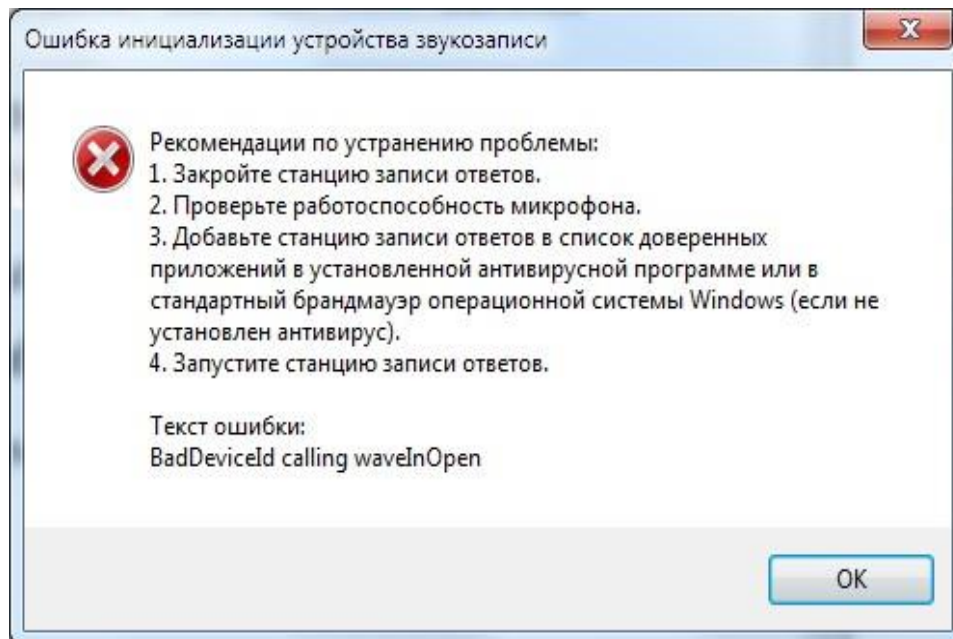 Ошибка инициализации устройства звукозаписи
Рекомендации по устранению проблемы:
1. Закройте станцию записи ответов.
2. Проверьте работоспособность микрофона.
3. Добавьте станцию записи ответов в список доверенных
приложений в установленной антивирусной программе или в
стандартный брандмауэр операционной системы Windows (если не
установлен антивирус).
4. Запустите станцию записи ответов.
Текст ошибки:
BadDeviceId calling waveInOpen
OK